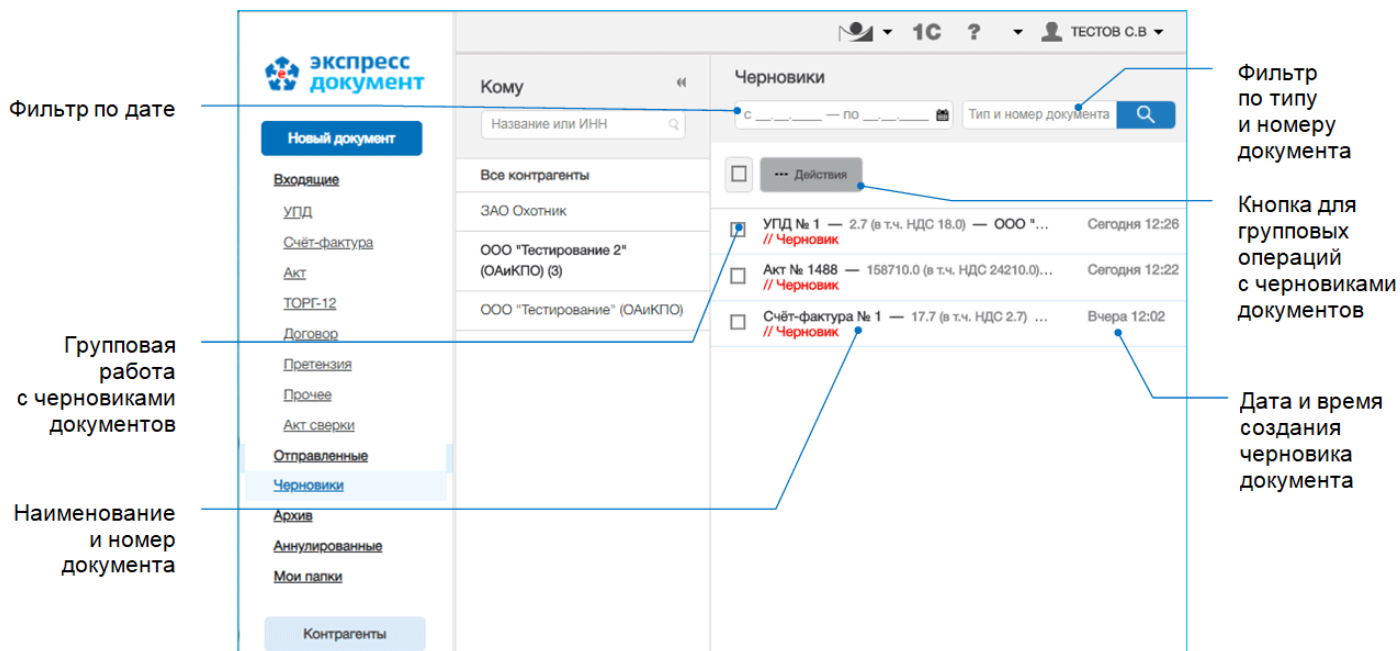 1С ? ТЕСТОВ С.В
экспресс
документ
Новый документ
Входящие
УПД
Счёт-фактура
Акт
ТОРГ-12
Договор
Претензия
Прочее
Акт сверки
Отправленные
Черновики
Архив
Аннулированные
Мои папки
Контрагенты
Кому
Название или ИНН
Все контрагенты
ЗАО Охотник
ООО "Тестирование 2"
(ОАиКПО) (3)
ООО "Тестирование" (ОАиКПО)
Черновики
с __.__.____ — по __.__.____
Тип и номер документа
... Действия
УПД № 1 — 2.7 (в т.ч. НДС 18.0) — ООО "... Сегодня 12:26
// Черновик
Акт № 1488 — 158710.0 (в т.ч. НДС 24210.0)... Сегодня 12:22
// Черновик
Счёт-фактура № 1 — 17.7 (в т.ч. НДС 2.7) ... Вчера 12:02
// Черновик
Фильтр по дате
Групповая
работа
с черновиками
документов
Наименование
и номер
документа
Фильтр
по типу
и номеру
документа
Кнопка для
групповых
операций
с черновиками
документов
Дата и время
создания
черновика
документа